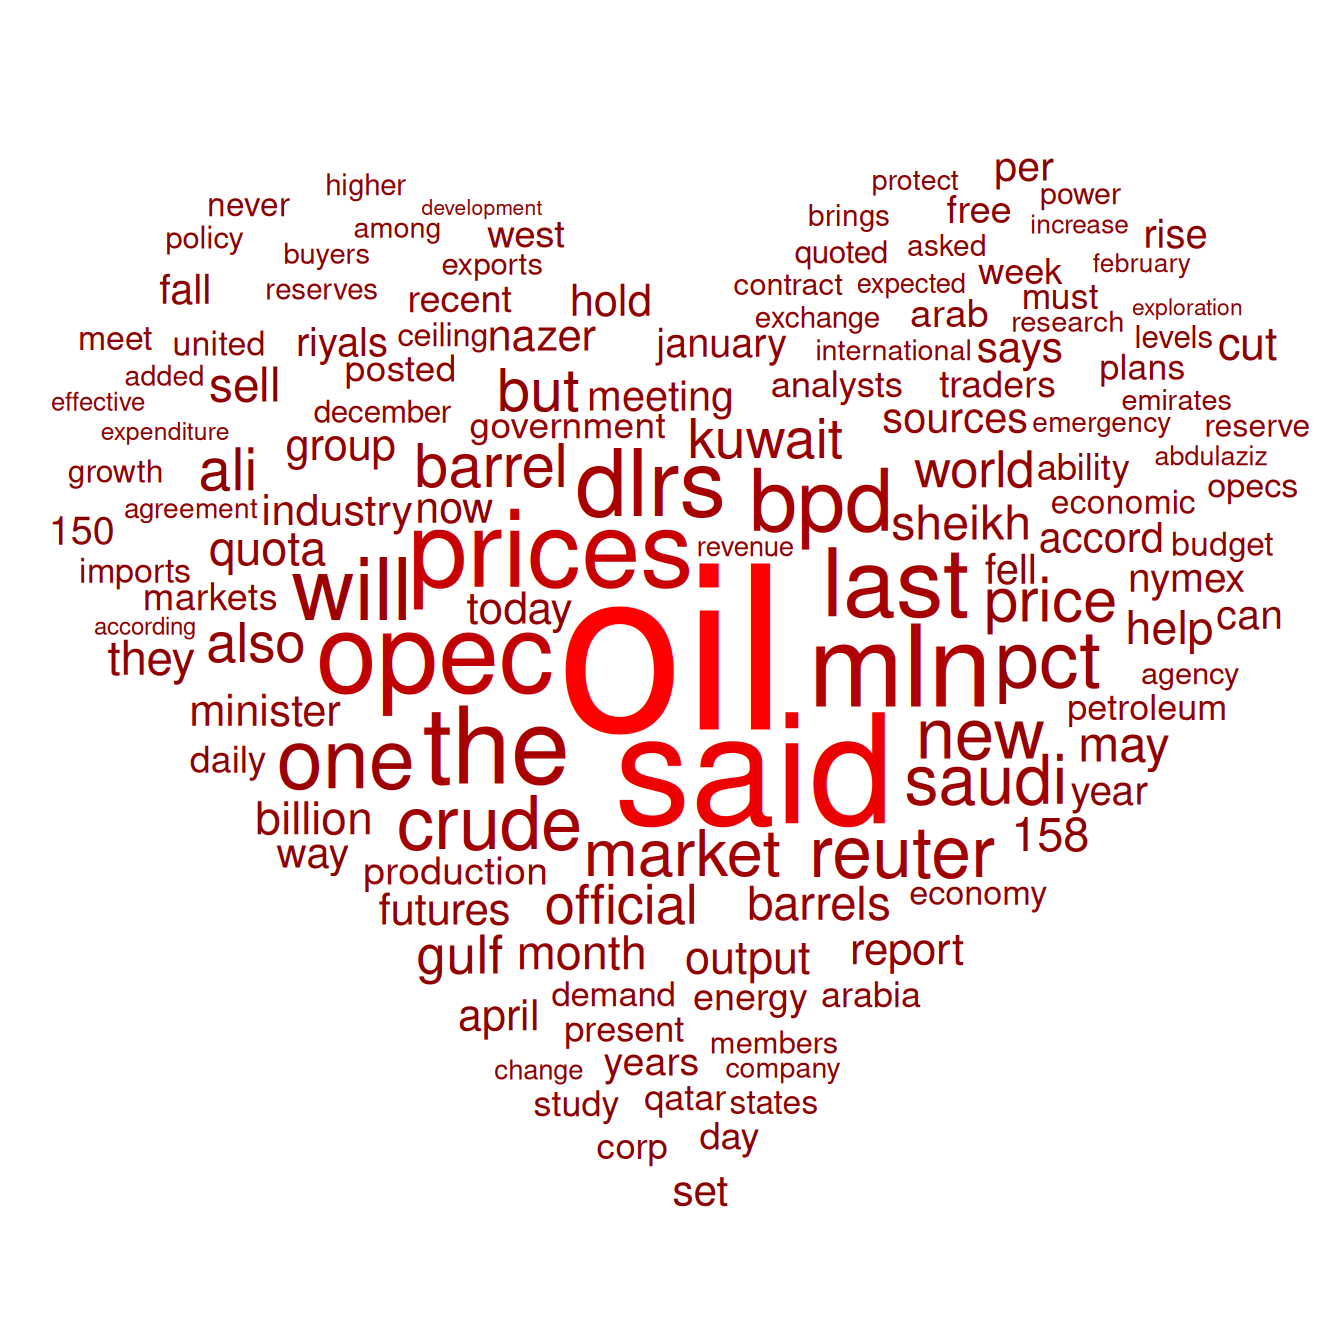 higher
protect
per
never
development
power
policy
among
west
brings
free
increase
rise
buyers
exports
quoted
asked
fall
reserves
recent
hold
contract
expected
week
february
must
exploration
meet
united
riyals
ceiling
nazer
january
exchange
arab
research
levels
cut
international
says
added
sell
posted
but
meeting
analysts
traders
plans
effective
december
government
sources
emergency
emirates
reserve
expenditure
group
kuwait
growth
ali
barrel
dlrs
bpd
world
ability
abdulaziz
opecs
agreement
industry
now
sheikh
economic
150
quota
prices
revenue
accord
budget
imports
markets
will
today
oil
last
fell
price
nymex
according
they
also
opec
mln
pct
help
can
agency
minister
the
said
new
petroleum
daily
one
saudi
may
year
billion
crude
158
way
production
market
reuter
futures
official
barrels
economy
gulf
month
output
report
april
demand
energy
arabia
present
members
change
years
company
study
qatar
states
corp
day
set